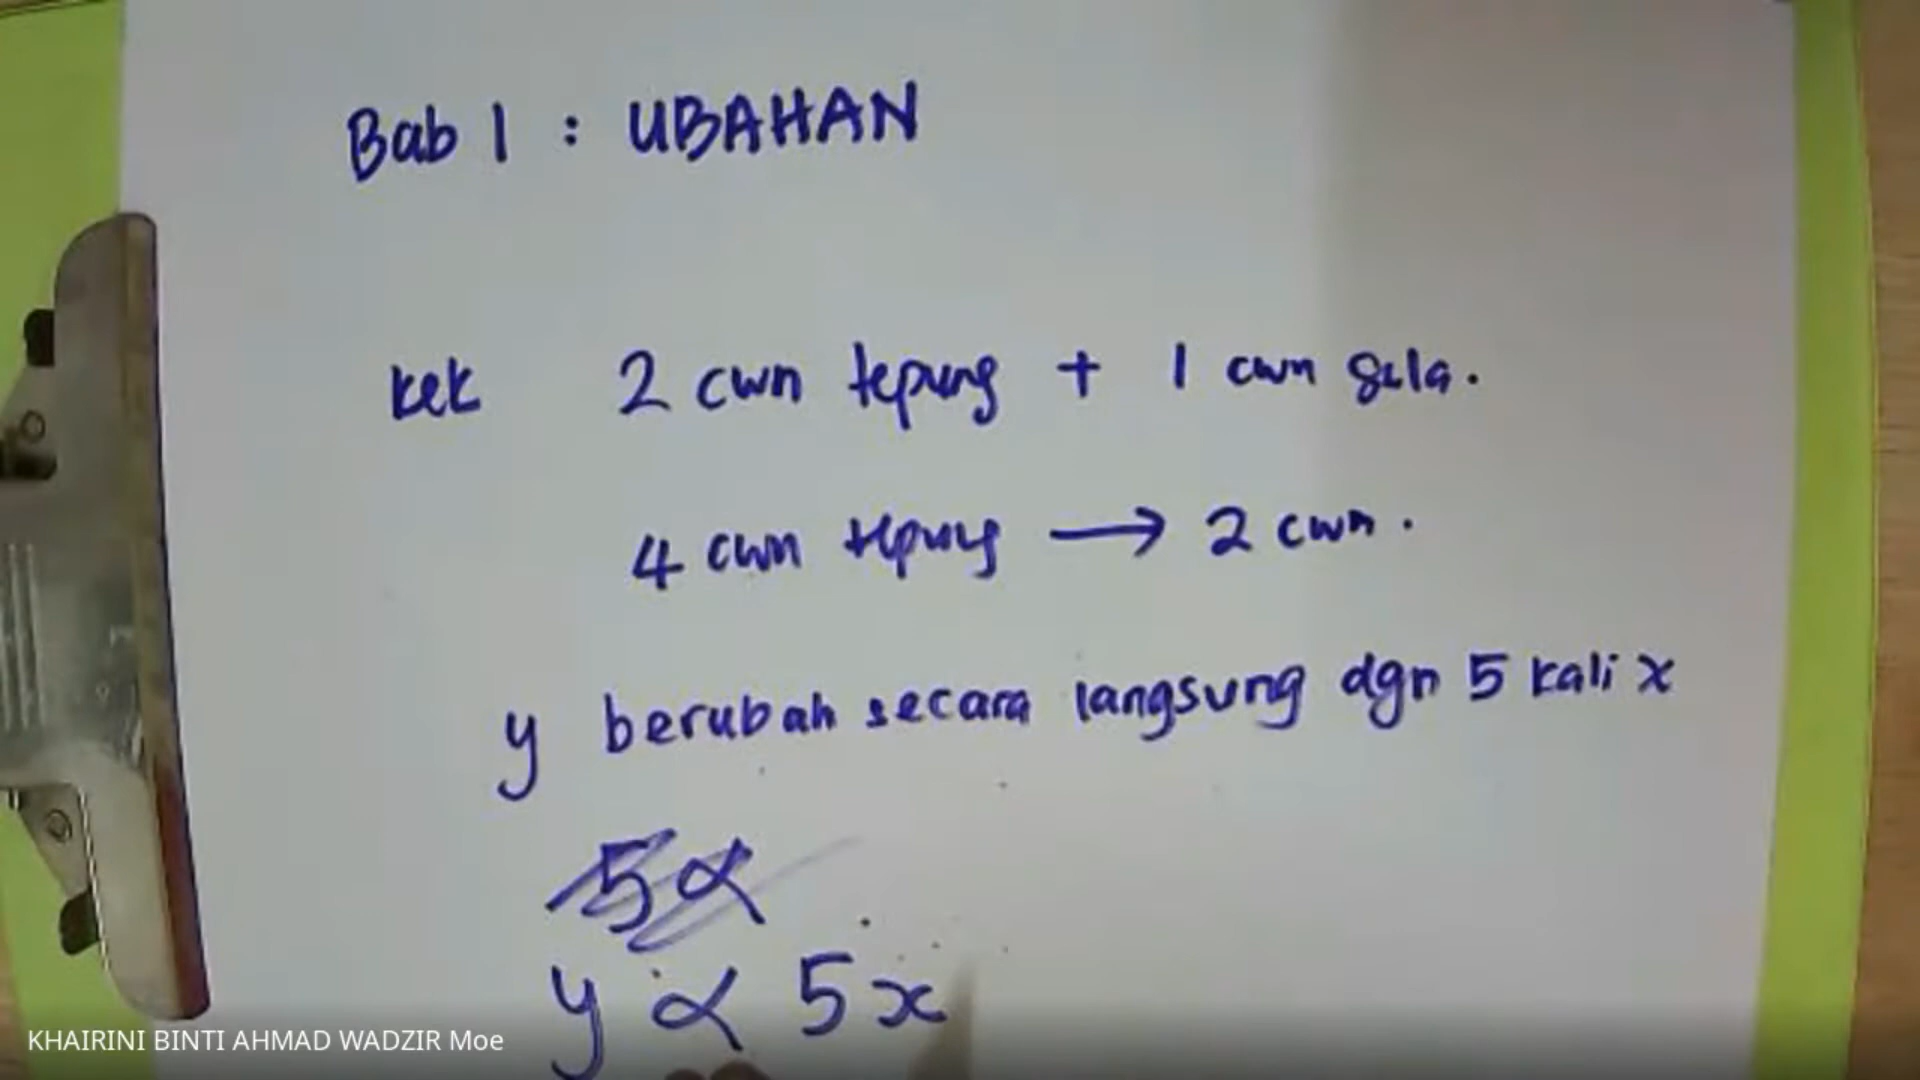 Bab 1 : UBAHAN
kek 2 cwn tepung + 1 cwn gula.
4 cwn tepung → 2 cwn.
y berubah secara langsung dgn 5 kali x
5 α
y α 5x
KHAIRINI BINTI AHMAD WADZIR Moe